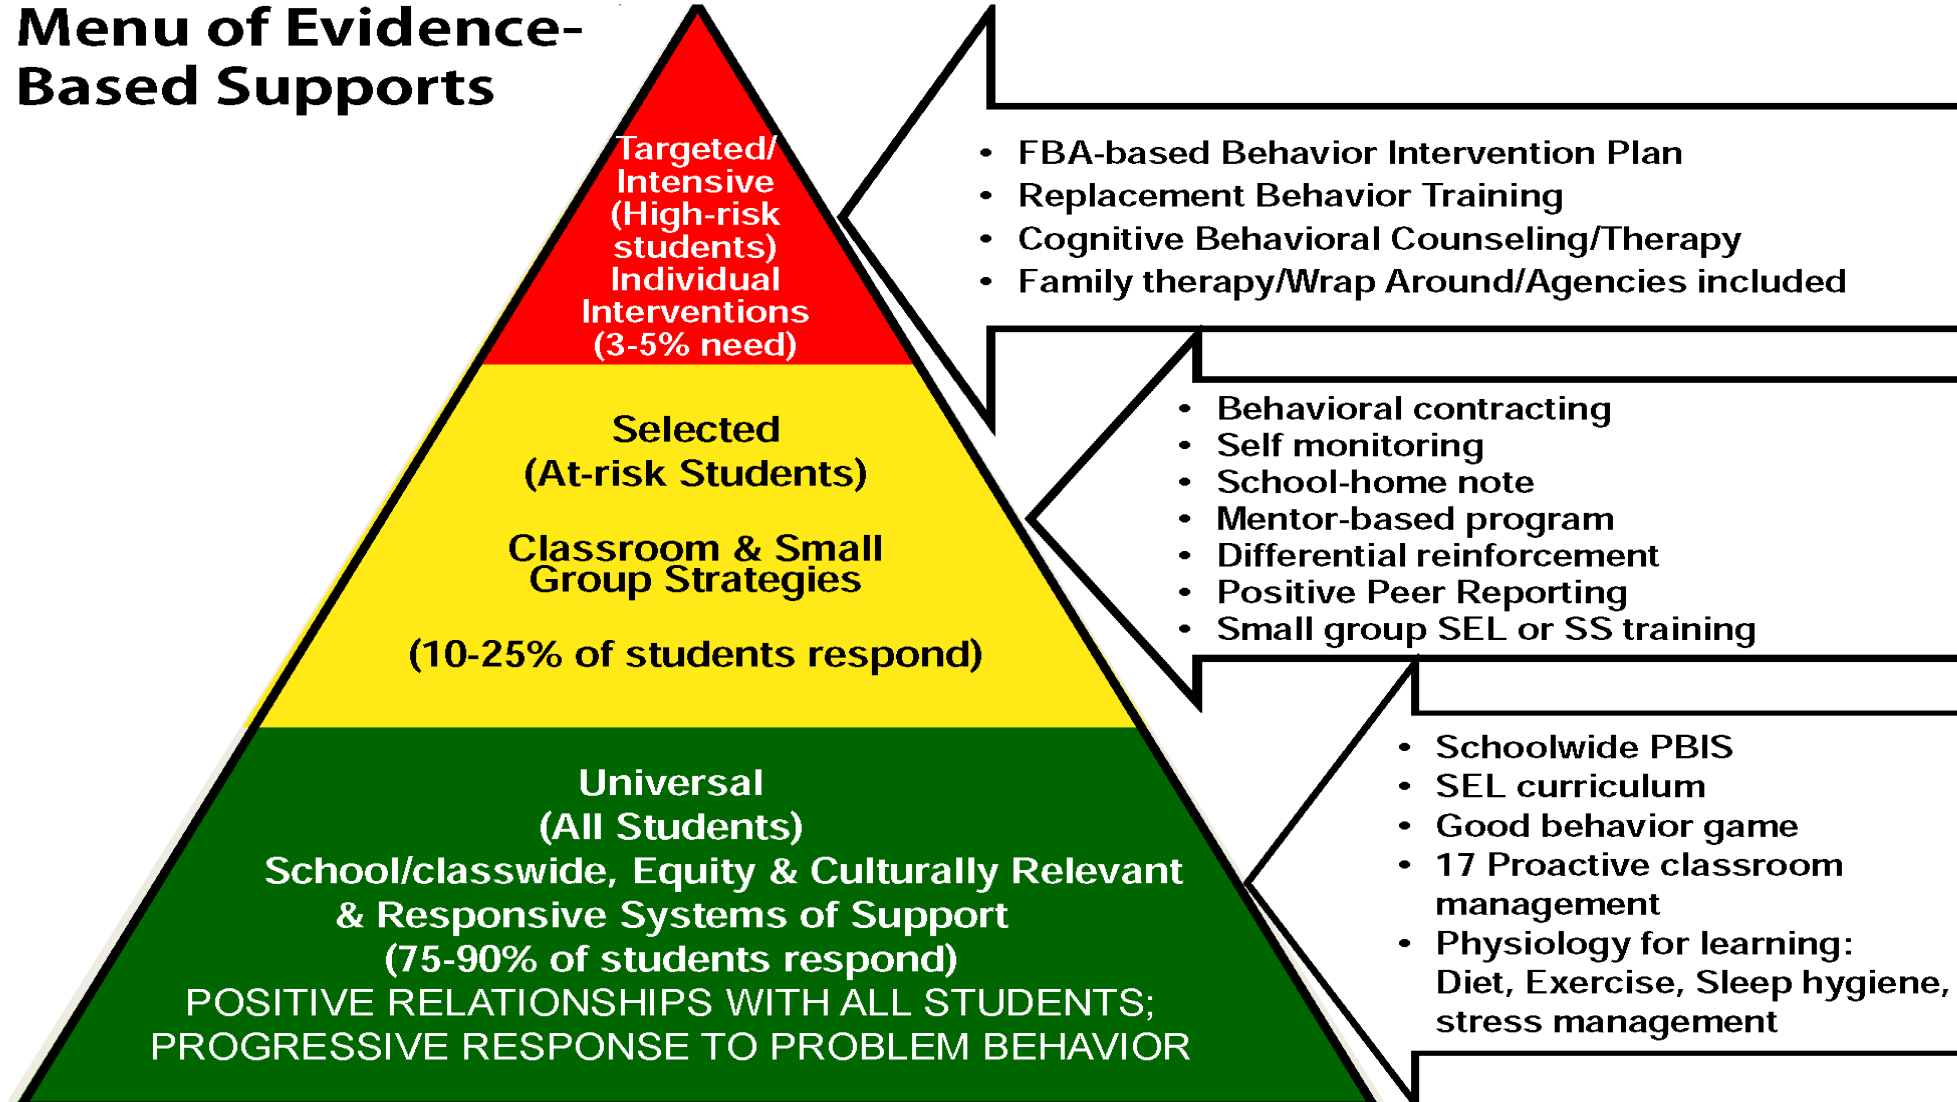 Menu of Evidence-
Based Supports
Targeted/
Intensive
(High-risk
students)
Individual
Interventions
(3-5% need)
• FBA-based Behavior Intervention Plan
• Replacement Behavior Training
• Cognitive Behavioral Counseling/Therapy
• Family therapy/Wrap Around/Agencies included
Selected
(At-risk Students)
Classroom & Small
Group Strategies
(10-25% of students respond)
• Behavioral contracting
• Self monitoring
• School-home note
• Mentor-based program
• Differential reinforcement
• Positive Peer Reporting
• Small group SEL or SS training
Universal
(All Students)
School/classwide, Equity & Culturally Relevant
& Responsive Systems of Support
(75-90% of students respond)
POSITIVE RELATIONSHIPS WITH ALL STUDENTS;
PROGRESSIVE RESPONSE TO PROBLEM BEHAVIOR
• Schoolwide PBIS
• SEL curriculum
• Good behavior game
• 17 Proactive classroom
management
• Physiology for learning:
Diet, Exercise, Sleep hygiene,
stress management